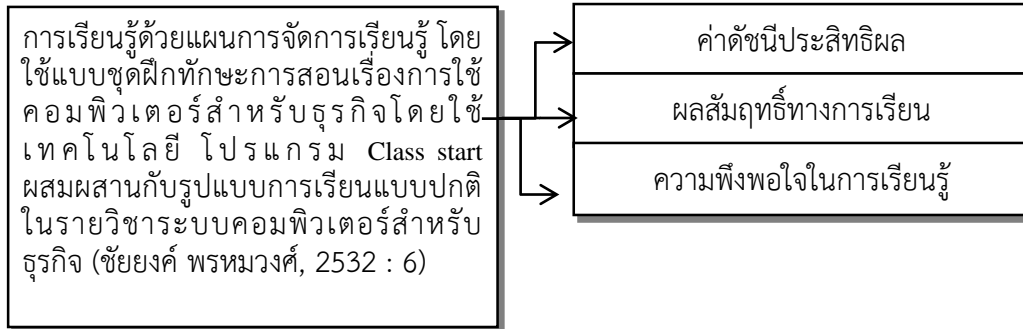 การเรียนรู้ด้วยแผนการจัดการเรียนรู้ โดย
ใช้แบบชุดฝึกทักษะการสอนเรื่องการใช้
คอมพิวเตอร์สำหรับธุรกิจโดยใช้
เทคโนโลยี โปรแกรม Class start
ผสมผสานกับรูปแบบการเรียนแบบปกติ
ในรายวิชาระบบคอมพิวเตอร์สำหรับ
ธุรกิจ (ชัยยงค์ พรหมวงศ์, 2532 : 6)
ค่าดัชนีประสิทธิผล
ผลสัมฤทธิ์ทางการเรียน
ความพึงพอใจในการเรียนรู้